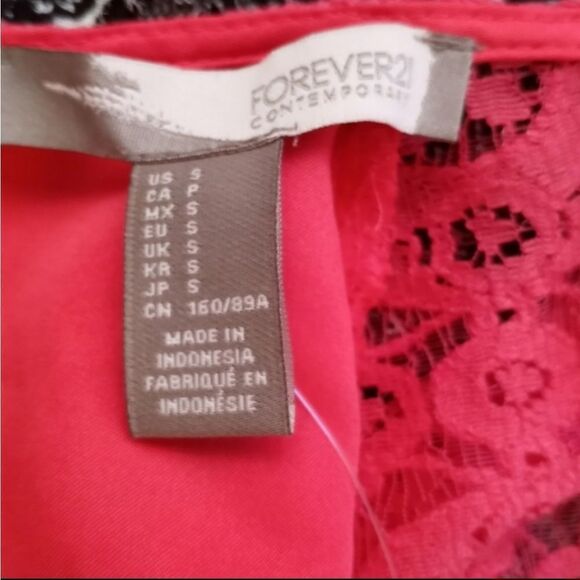 FOREVER21
CONTEMPORARY
US S
CA P
MX S
EU S
UK S
KR S
JP S
CN 160/89A
MADE IN
INDONESIA
FABRIQUÉ EN
INDONÉSIE